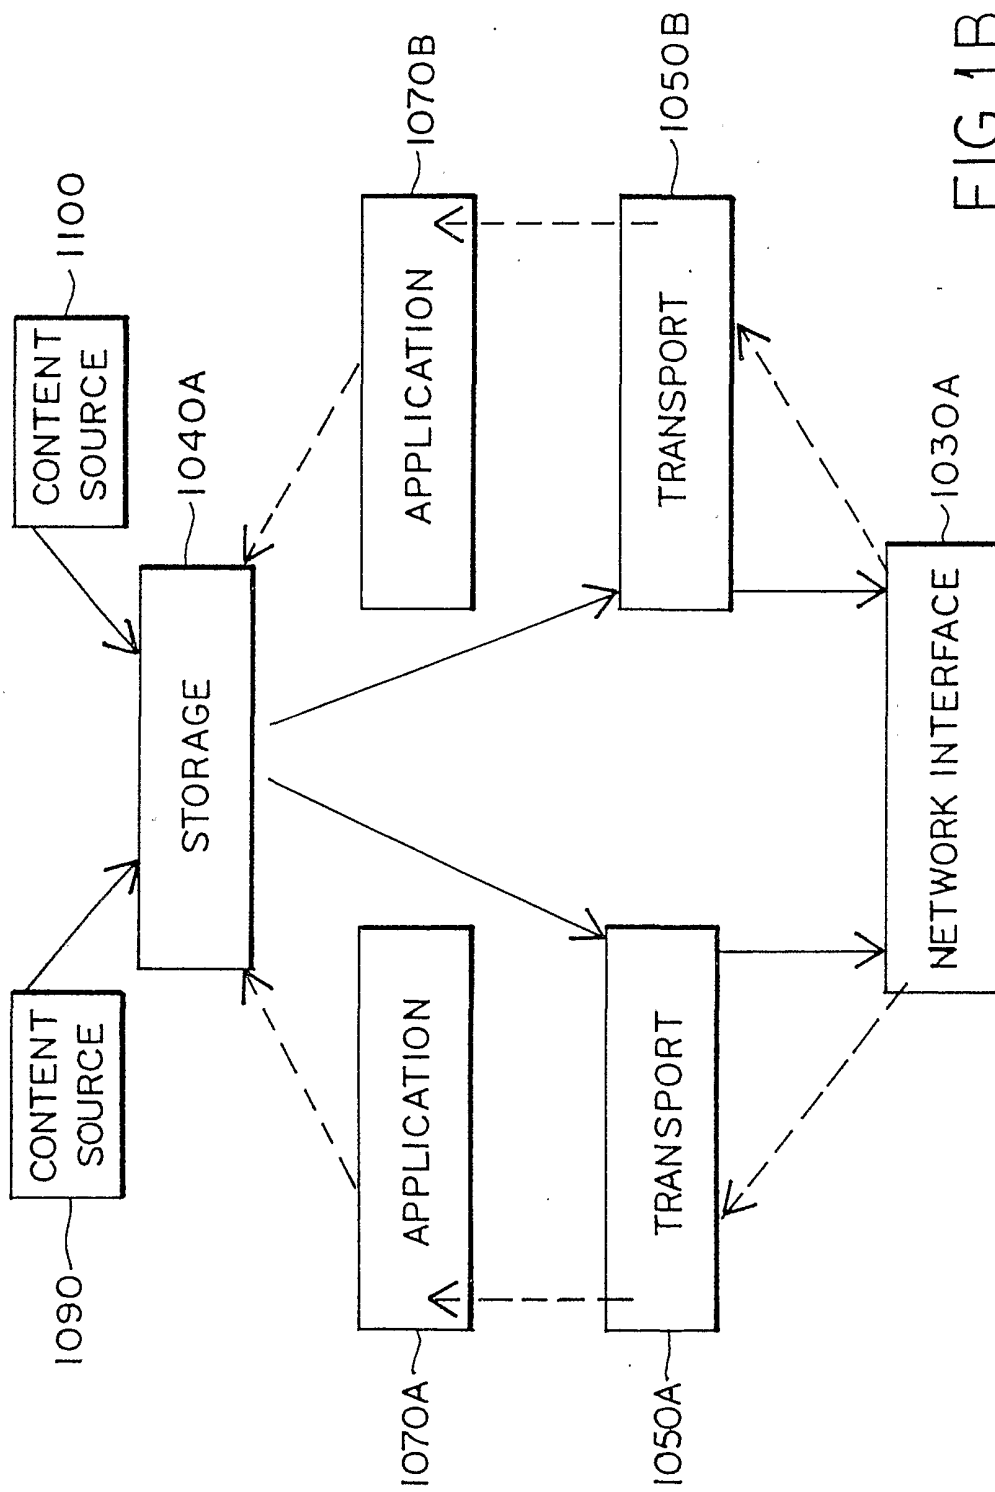 1090
CONTENT
SOURCE
CONTENT
SOURCE
1100
STORAGE
1040A
1070A
APPLICATION
APPLICATION
1070B
1050A
TRANSPORT
TRANSPORT
1050B
NETWORK INTERFACE
1030A
FIG 1B